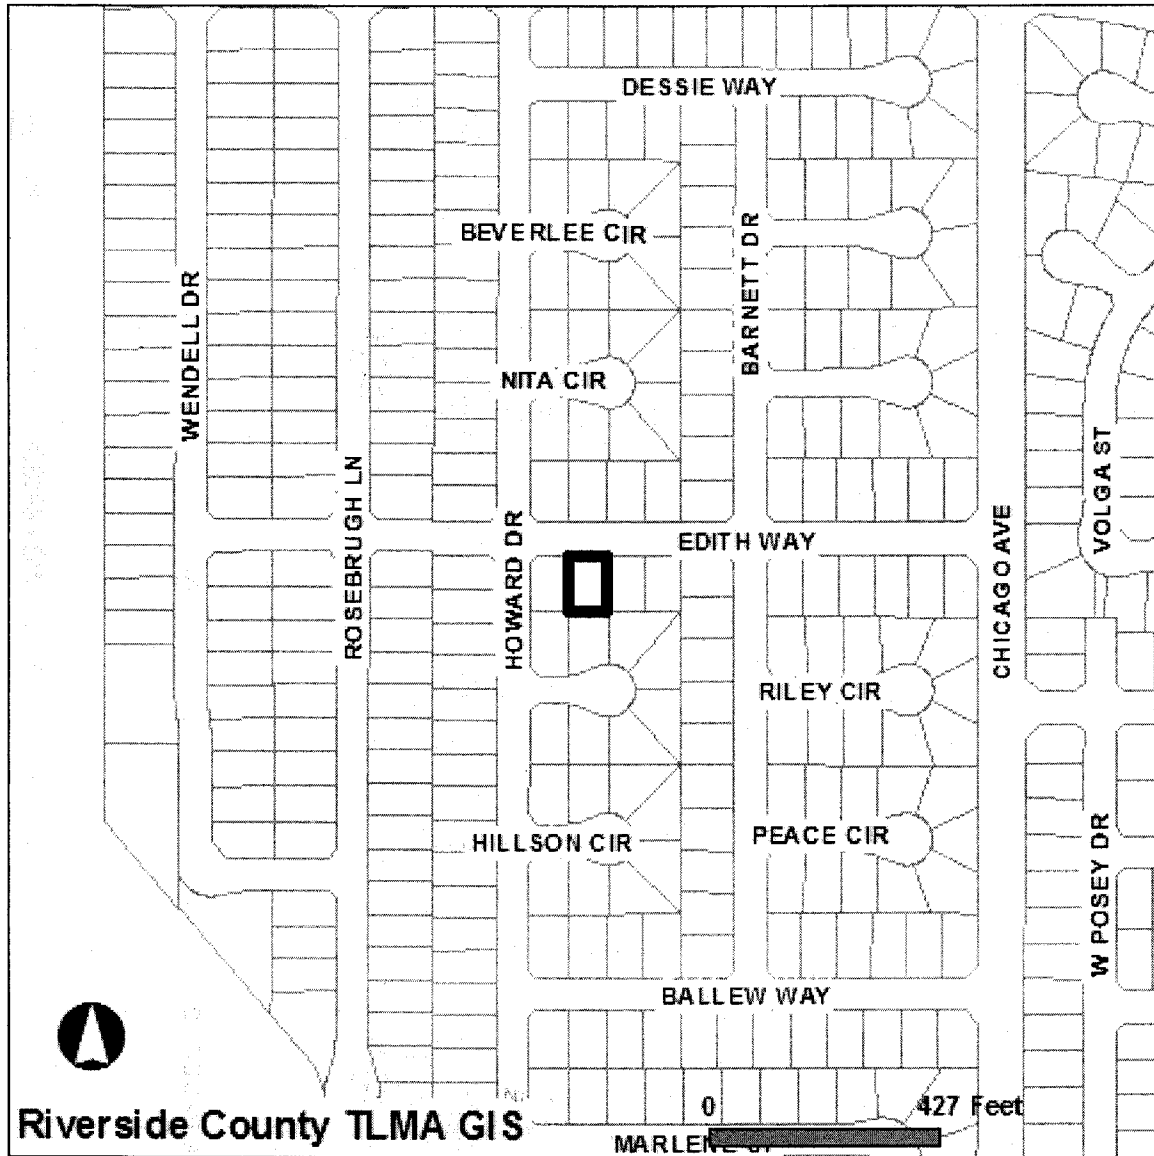 DESSIE WAY
BEVERLEE CIR
BARNETT DR
WENDELL DR
NITA CIR
VOLGA ST
ROSEBRUGH LN
HOWARD DR
EDITH WAY
CHICAGO AVE
RILEY CIR
HILLSON CIR
PEACE CIR
W POSEY DR
BALLEW WAY
0 427 Feet
Riverside County TLMA GIS
MARLENE